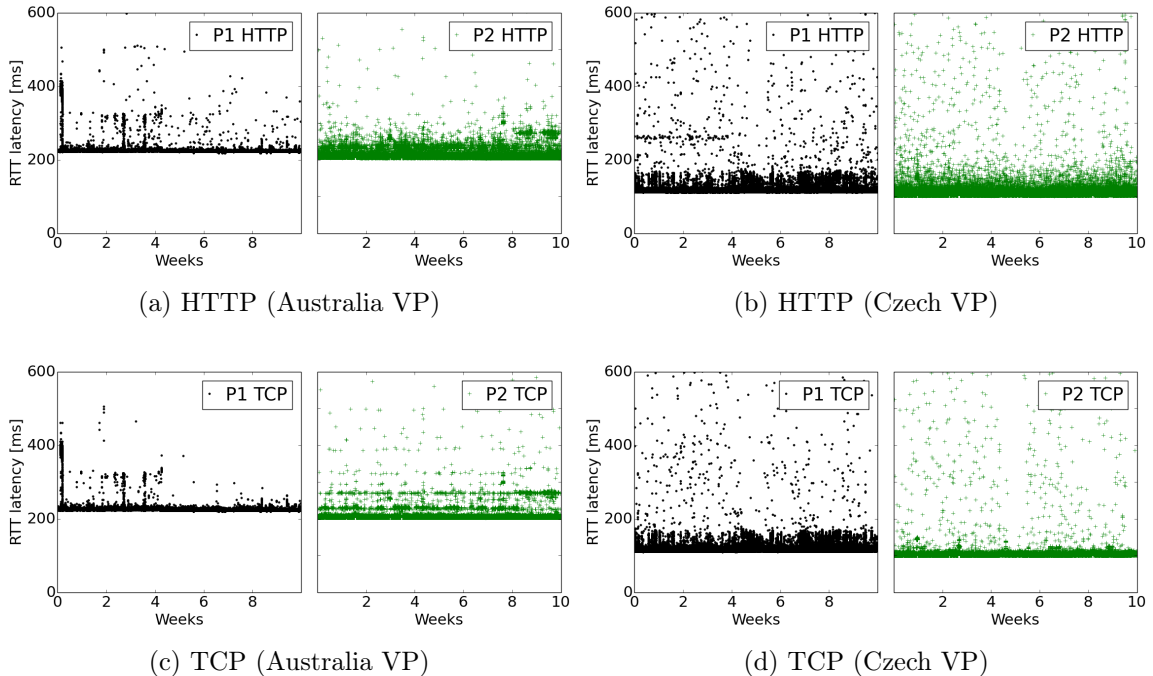 600
400
200
0
RTT latency [ms]
P1 HTTP
0 2 4 6 8
Weeks
P2 HTTP
2 4 6 8 10
Weeks
(a) HTTP (Australia VP)
600
400
200
0
RTT latency [ms]
P1 HTTP
0 2 4 6 8
Weeks
P2 HTTP
2 4 6 8 10
Weeks
(b) HTTP (Czech VP)
600
400
200
0
RTT latency [ms]
P1 TCP
0 2 4 6 8
Weeks
P2 TCP
2 4 6 8 10
Weeks
(c) TCP (Australia VP)
600
400
200
0
RTT latency [ms]
P1 TCP
0 2 4 6 8
Weeks
P2 TCP
2 4 6 8 10
Weeks
(d) TCP (Czech VP)